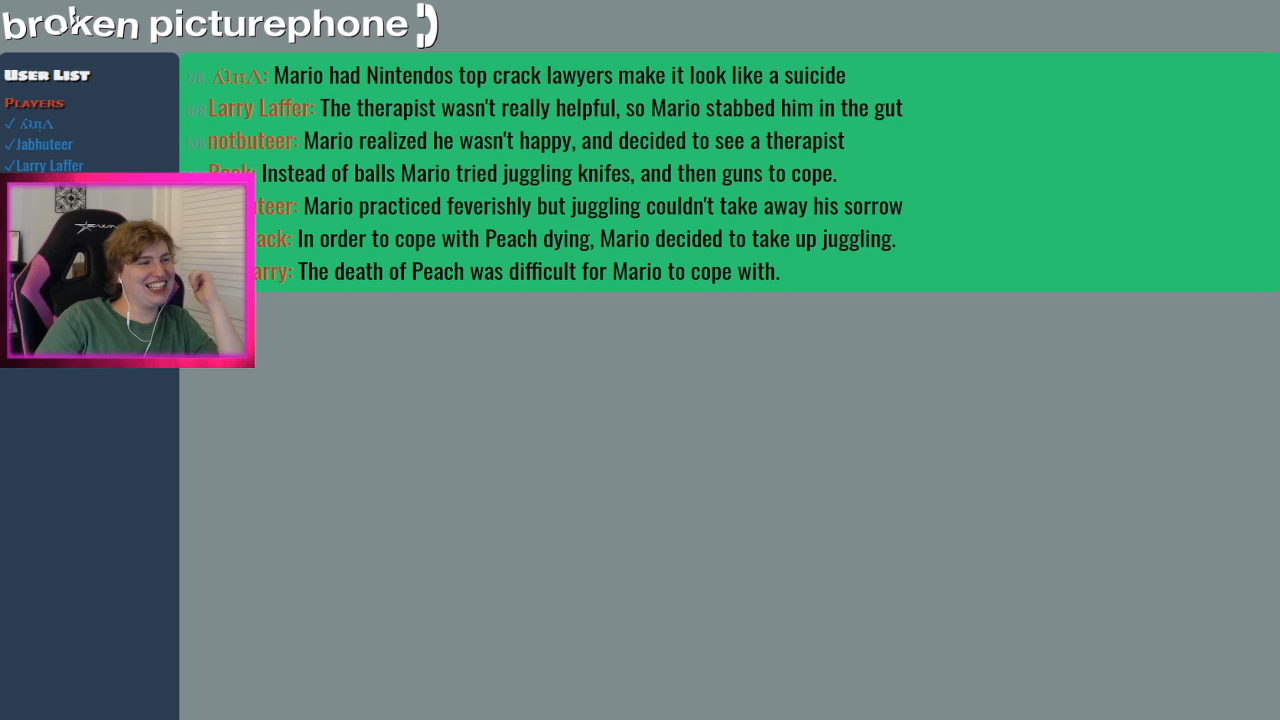 broken picturephone
User List
Players
✓Jabhuteer
✓Larry Laffer
Mario had Nintendos top crack lawyers make it look like a suicide
Larry Laffer: The therapist wasn't really helpful, so Mario stabbed him in the gut
notbuteer: Mario realized he wasn't happy, and decided to see a therapist
Instead of balls Mario tried juggling knifes, and then guns to cope.
uteer: Mario practiced feverishly but juggling couldn't take away his sorrow
ack: In order to cope with Peach dying, Mario decided to take up juggling.
arry: The death of Peach was difficult for Mario to cope with.